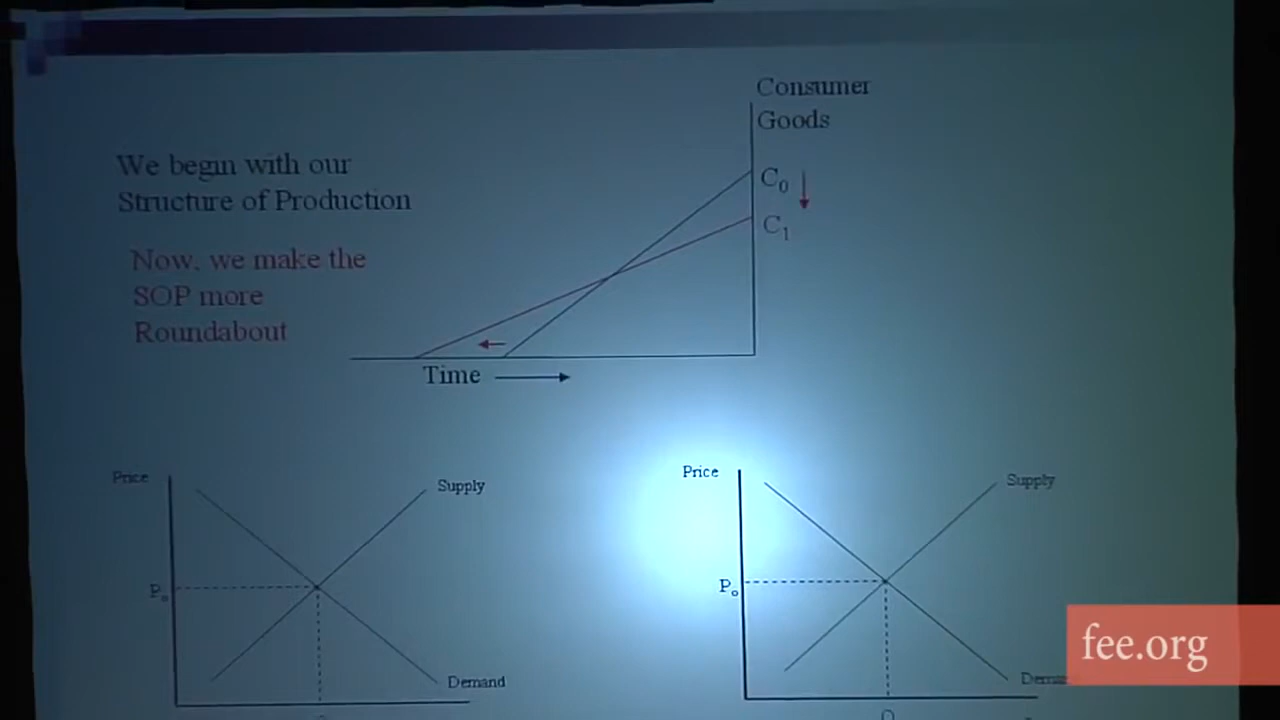 Consumer
Goods
We begin with our
Structure of Production
C0
Now, we make the
SOP more
Roundabout
C1
Time
Price
Supply
Po
Demand
Price
Supply
Po
fee.org